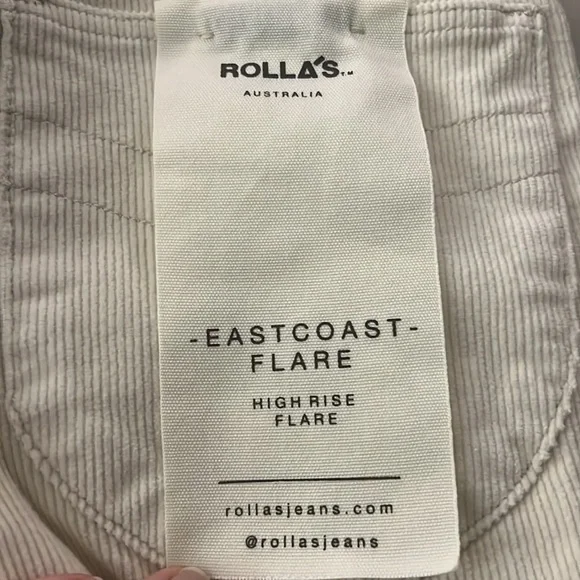 ROLLA'S™
AUSTRALIA
-EASTCOAST-
FLARE
HIGH RISE
FLARE
rollasjeans.com
@rollasjeans